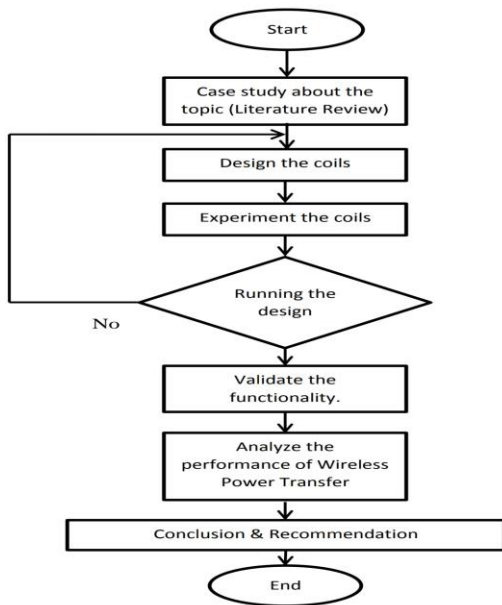 Start
Case study about the
topic (Literature Review)
Design the coils
Experiment the coils
Running the
design
No
Validate the
functionality.
Analyze the
performance of Wireless
Power Transfer
Conclusion & Recommendation
End